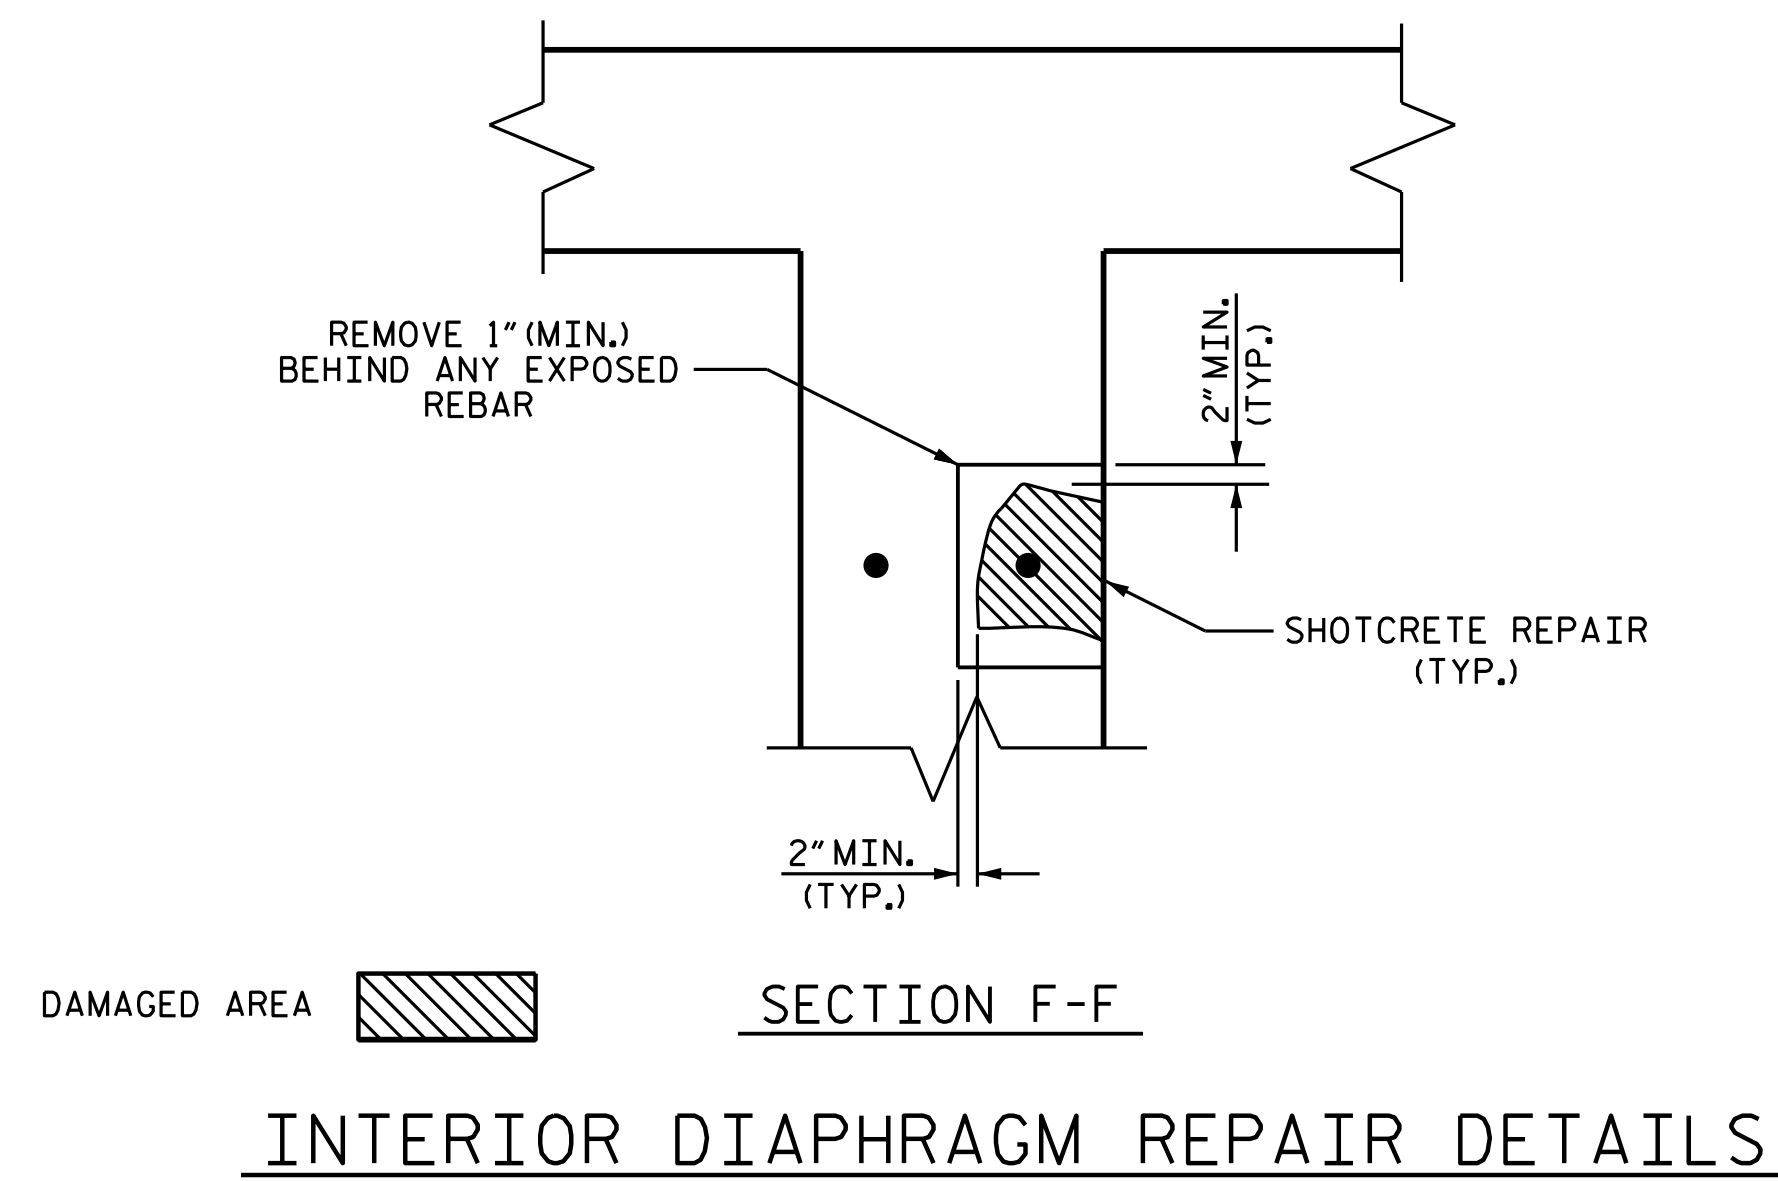 REMOVE 1"(MIN.)
BEHIND ANY EXPOSED
REBAR
2"MIN.
(TYP.)
SHOTCRETE REPAIR
(TYP.)
2"MIN.
(TYP.)
DAMAGED AREA
SECTION F-F
INTERIOR DIAPHRAGM REPAIR DETAILS